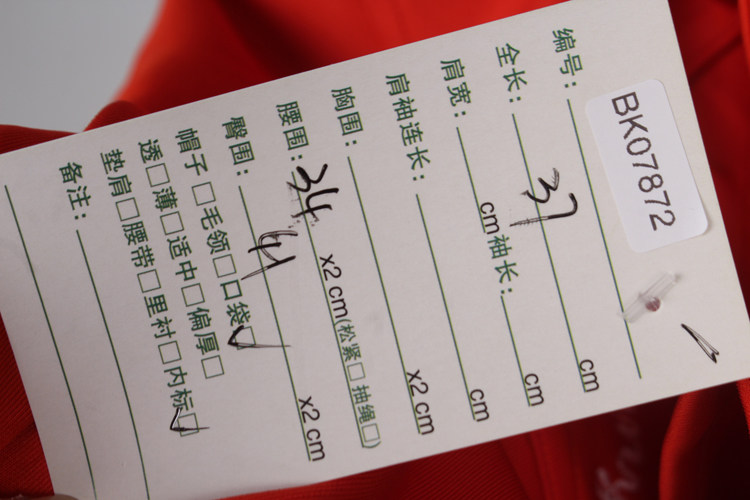 编号： BK07872
全长： 37 cm
肩宽： cm 袖长： cm
肩袖连长： cm
胸围： x2 cm
腰围： 34 x2 cm（松紧□ 抽绳□）
臀围： 41 x2 cm
帽子 □毛领□口袋☑
透□薄□适中□偏厚□
垫肩□腰带□里衬□内标☑
备注：